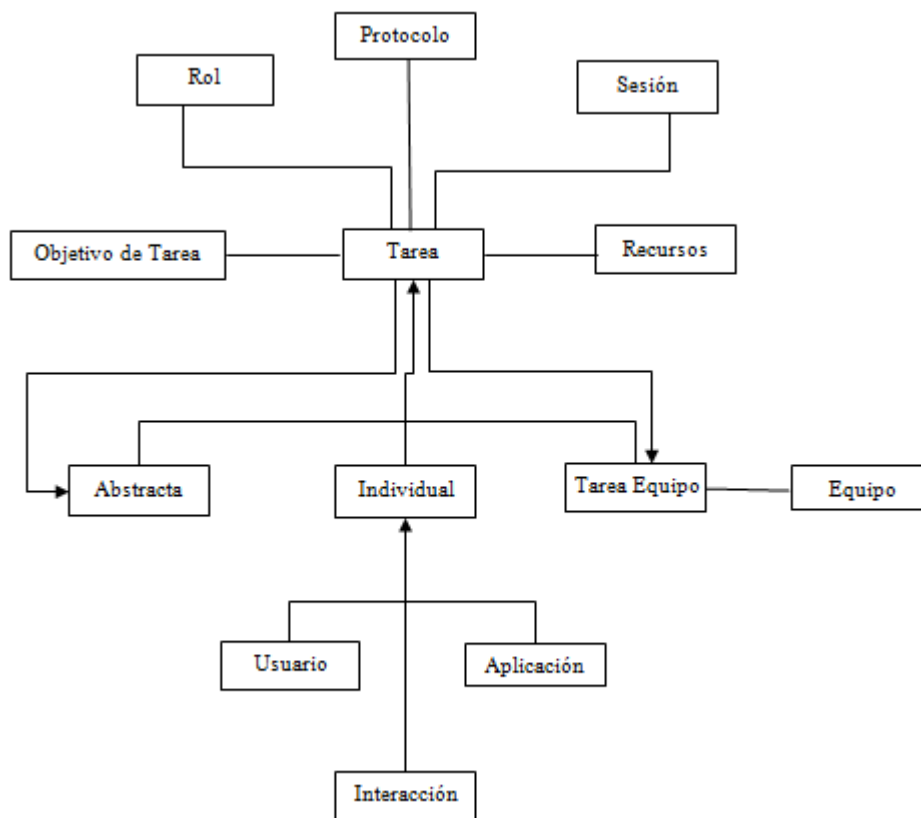 Protocolo
Rol
Sesión
Objetivo de Tarea
Tarea
Recursos
Abstracta
Individual
Tarea Equipo
Equipo
Usuario
Aplicación
Interacción